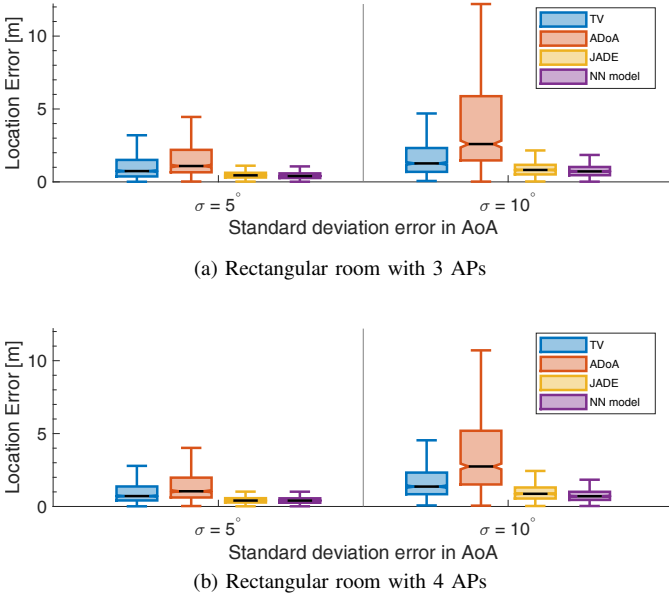 Location Error [m]
10
5
0
TV
ADoA
JADE
NN model
σ = 5°
σ = 10°
Standard deviation error in AoA
(a) Rectangular room with 3 APs
Location Error [m]
10
5
0
TV
ADoA
JADE
NN model
σ = 5°
σ = 10°
Standard deviation error in AoA
(b) Rectangular room with 4 APs